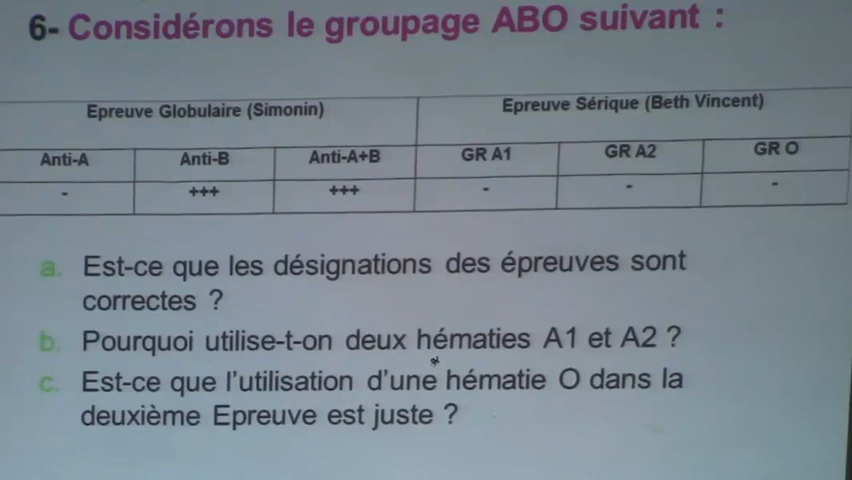 6- Considérons le groupage ABO suivant :
Epreuve Globulaire (Simonin) Epreuve Sérique (Beth Vincent)
Anti-A Anti-B Anti-A+B GR A1 GR A2 GR O
- +++ +++ - - -
a. Est-ce que les désignations des épreuves sont
correctes ?
b. Pourquoi utilise-t-on deux hématies A1 et A2 ?
c. Est-ce que l'utilisation d'une hématie O dans la
deuxième Epreuve est juste ?